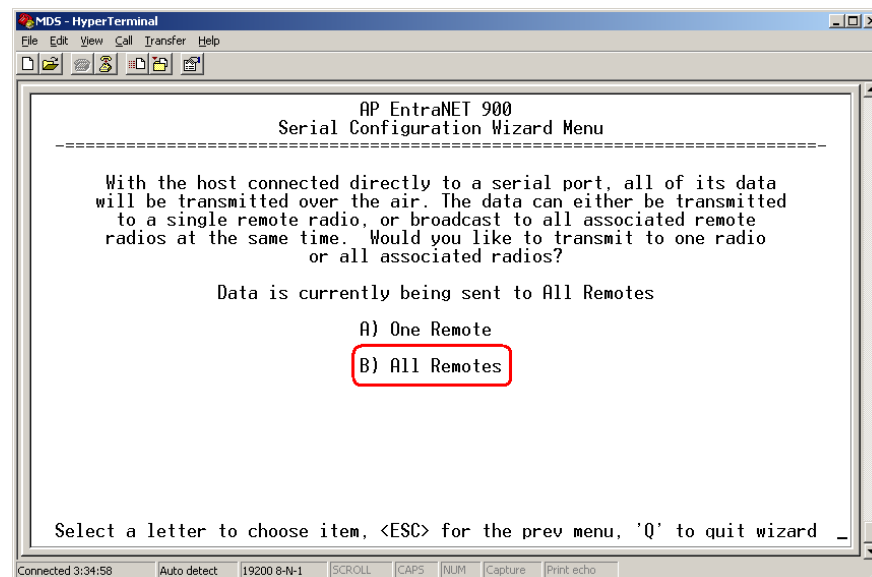 MDS - HyperTerminal
File Edit View Call Transfer Help
AP EntraNET 900
Serial Configuration Wizard Menu
-==========================================================================-
With the host connected directly to a serial port, all of its data
will be transmitted over the air. The data can either be transmitted
to a single remote radio, or broadcast to all associated remote
radios at the same time. Would you like to transmit to one radio
or all associated radios?
Data is currently being sent to All Remotes
A) One Remote
B) All Remotes
Select a letter to choose item, <ESC> for the prev menu, 'Q' to quit wizard _
Connected 3:34:58 Auto detect 19200 8-N-1 SCROLL CAPS NUM Capture Print echo